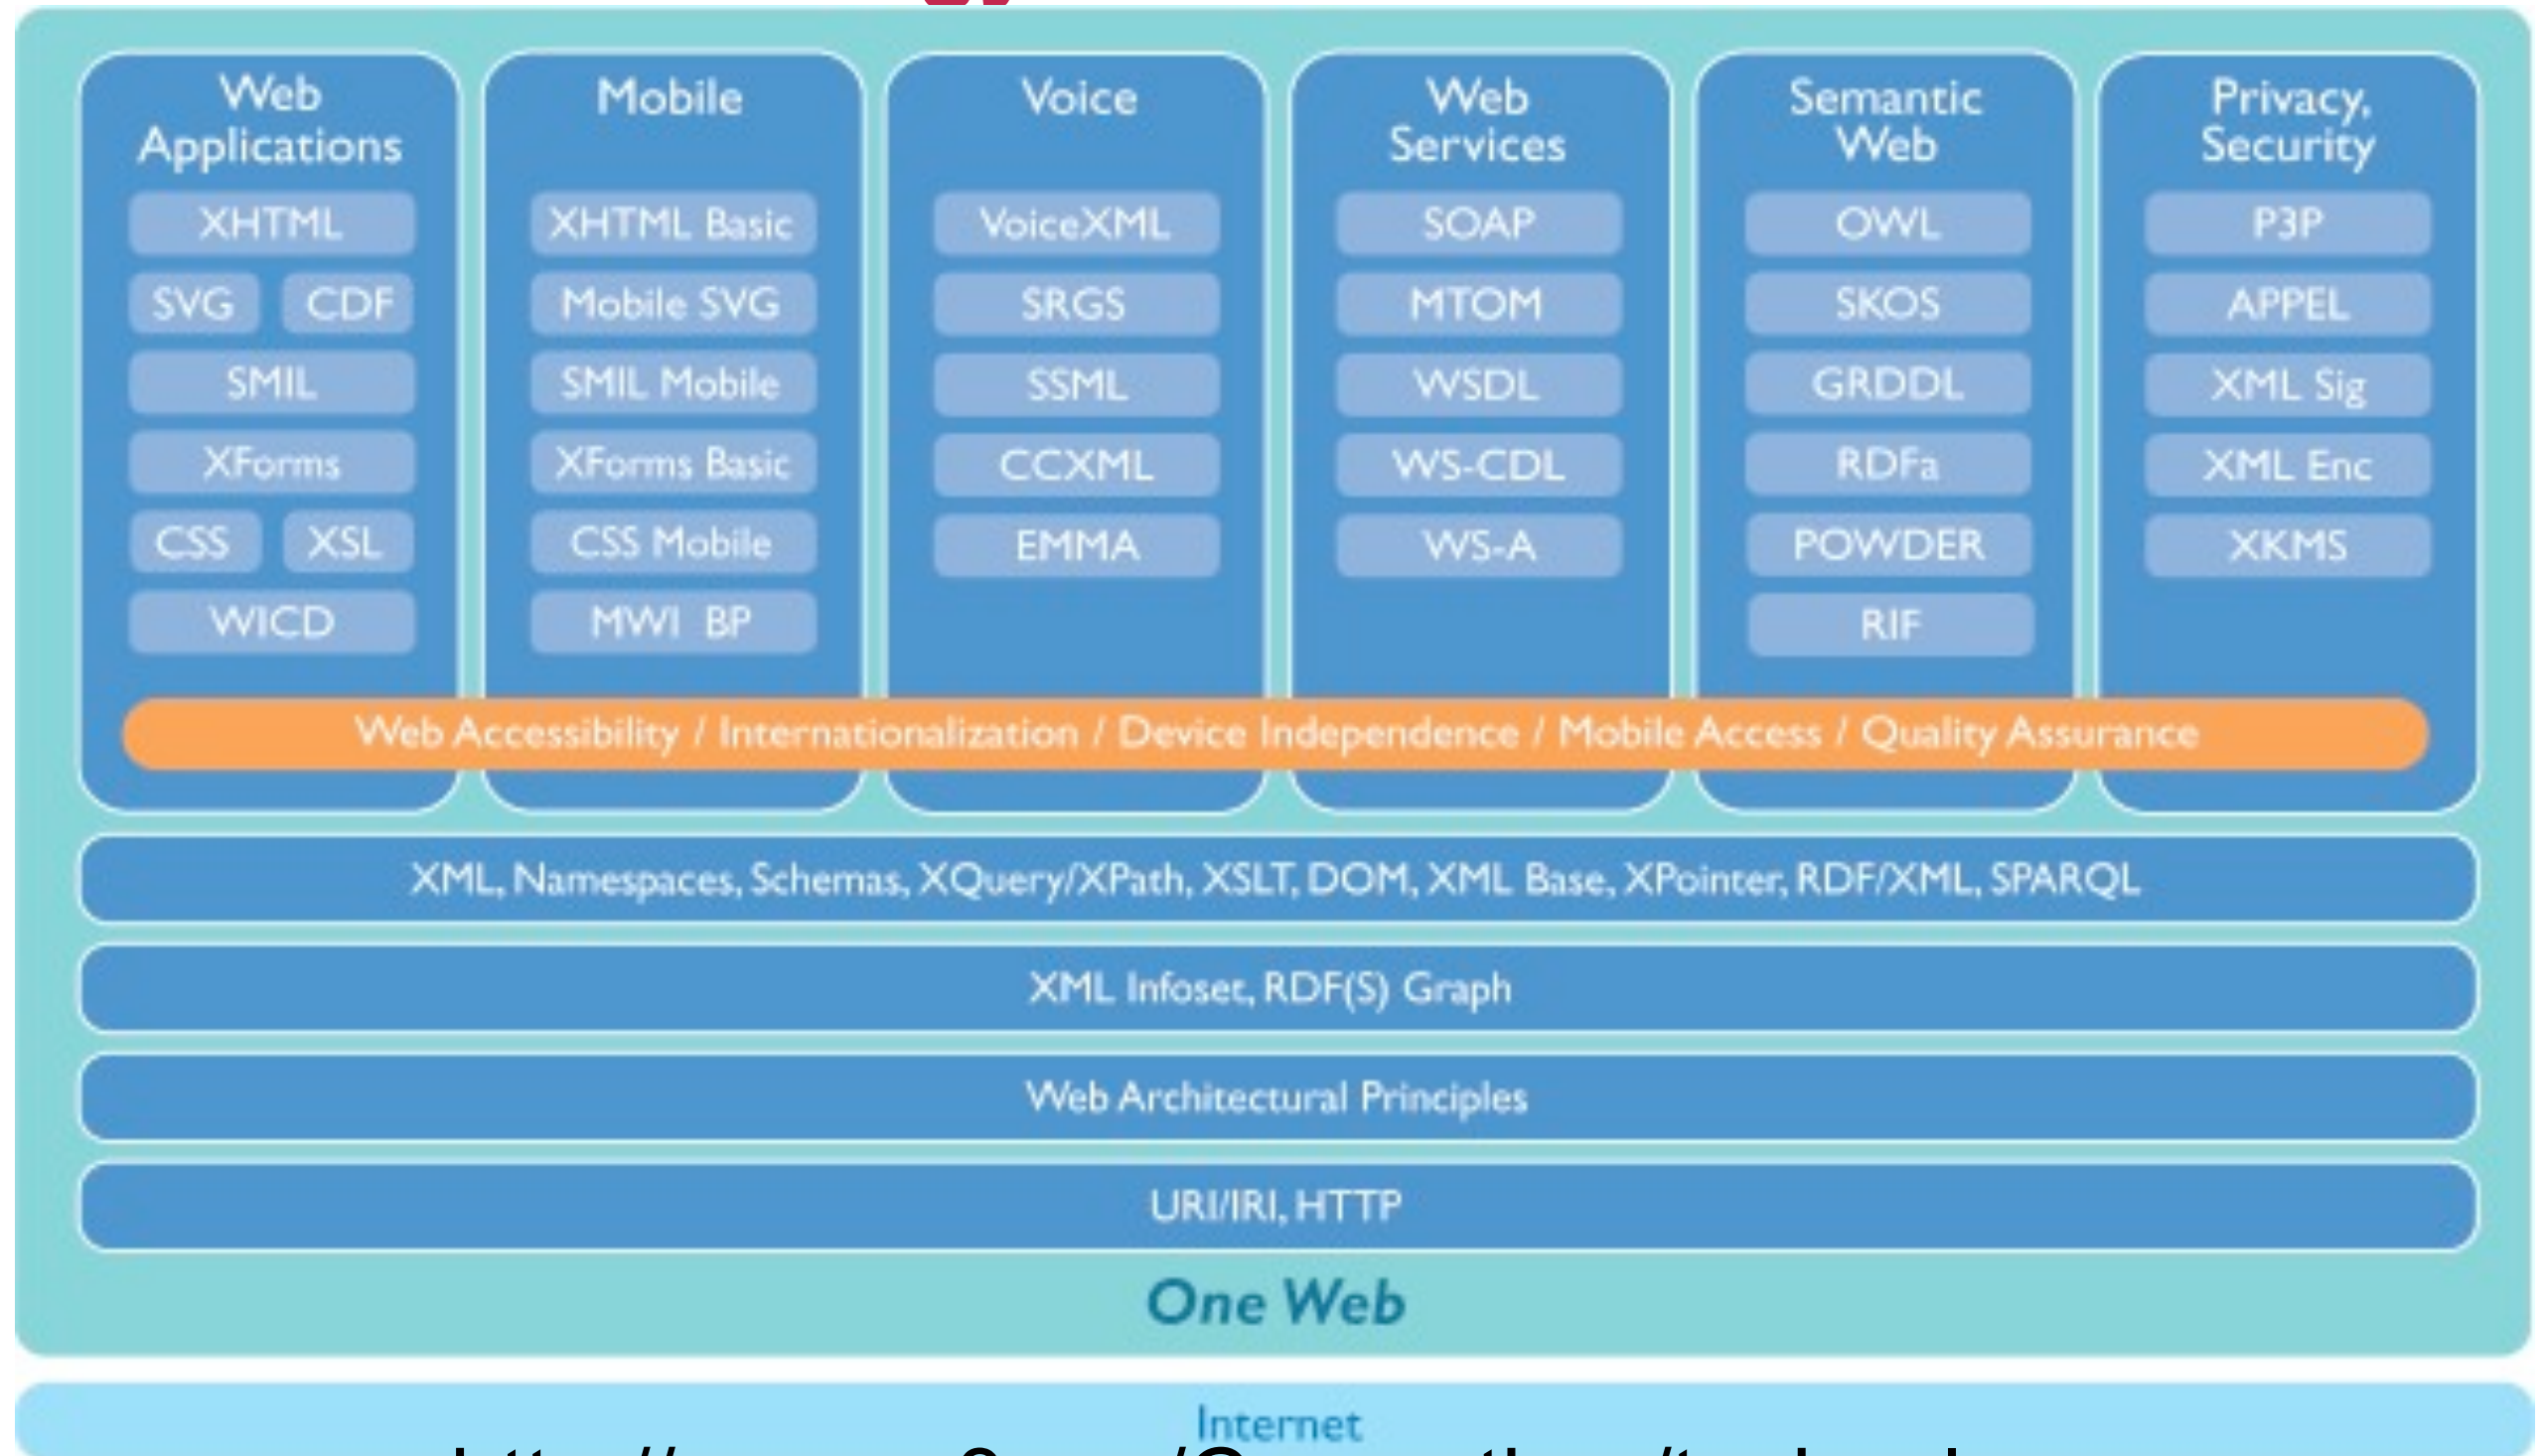 Web
Applications
XHTML
SVG CDF
SMIL
XForms
CSS XSL
WICD
Mobile
XHTML Basic
Mobile SVG
SMIL Mobile
XForms Basic
CSS Mobile
MWI BP
Voice
VoiceXML
SRGS
SSML
CCXML
EMMA
Web
Services
SOAP
MTOM
WSDL
WS-CDL
WS-A
Semantic
Web
OWL
SKOS
GRDDL
RDFa
POWDER
RIF
Privacy,
Security
P3P
APPEL
XML Sig
XML Enc
XKMS
Web Accessibility / Internationalization / Device Independence / Mobile Access / Quality Assurance
XML, Namespaces, Schemas, XQuery/XPath, XSLT, DOM, XML Base, XPointer, RDF/XML, SPARQL
XML Infoset, RDF(S) Graph
Web Architectural Principles
URI/IRI, HTTP
One Web
Internet